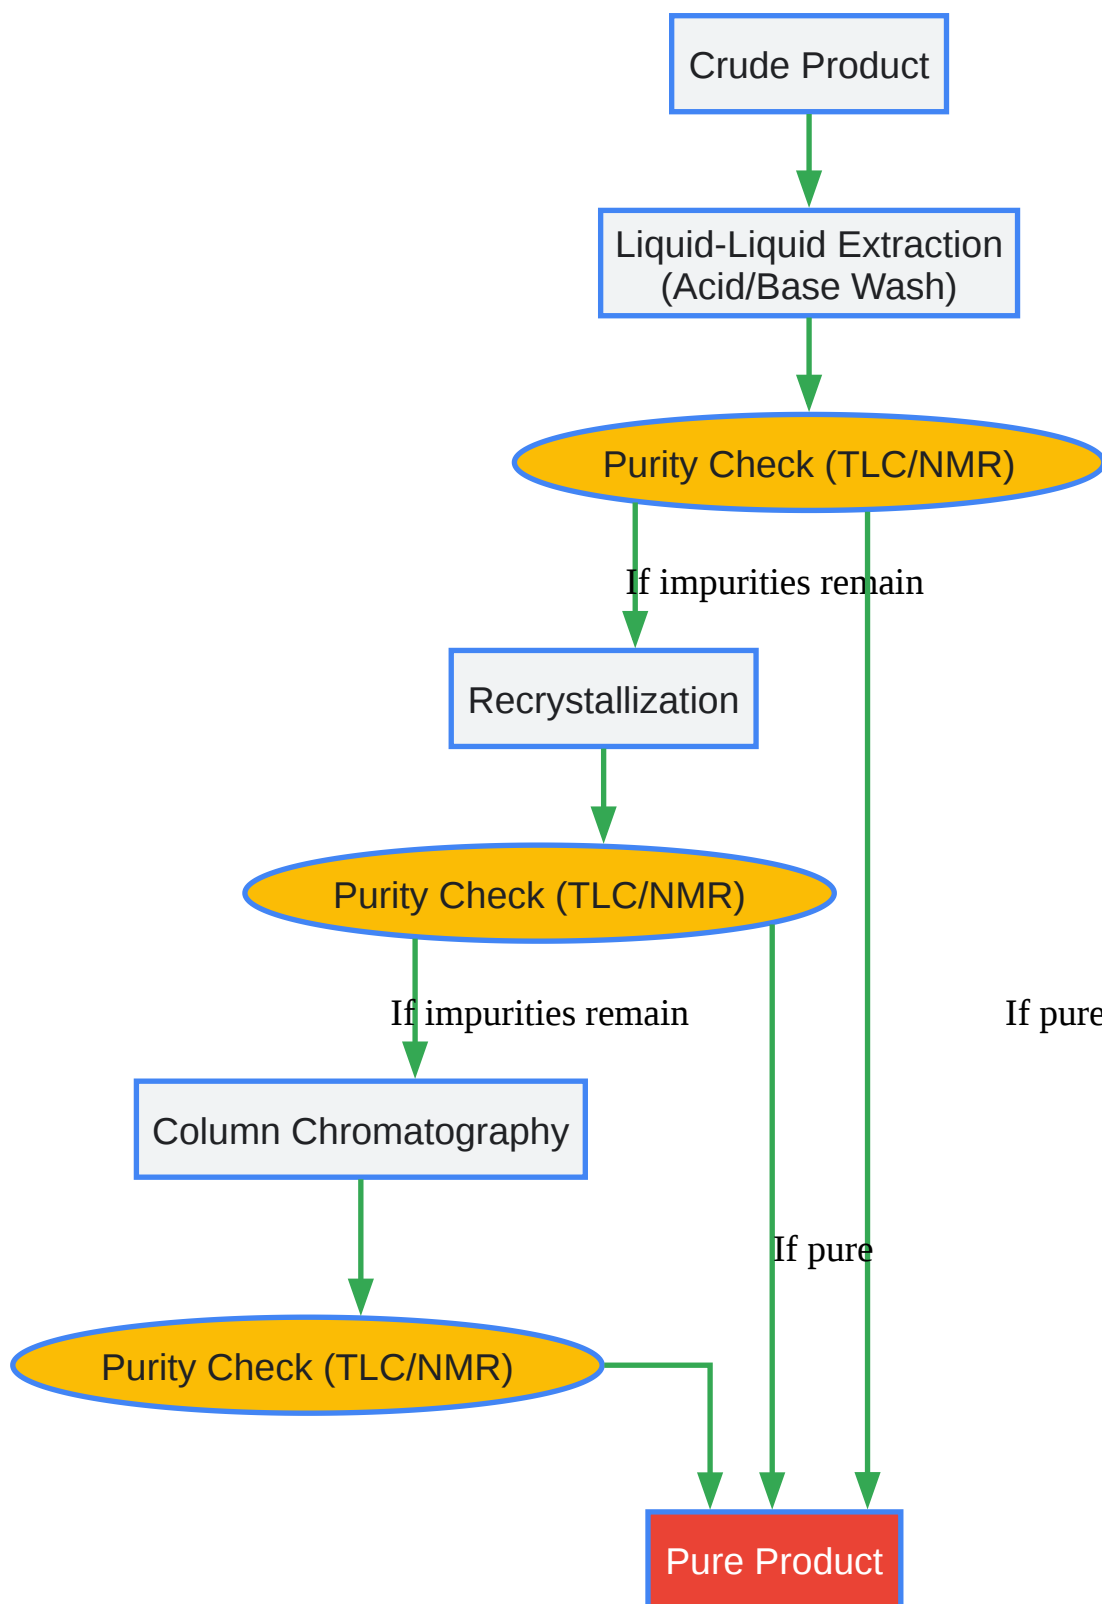 Crude Product
Liquid-Liquid Extraction
(Acid/Base Wash)
Purity Check (TLC/NMR)
If impurities remain
Recrystallization
Purity Check (TLC/NMR)
If impurities remain
If pure
Column Chromatography
If pure
Purity Check (TLC/NMR)
Pure Product